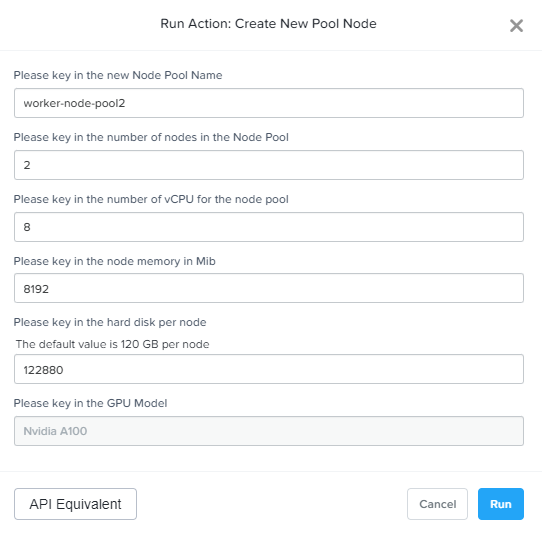 Run Action: Create New Pool Node
Please key in the new Node Pool Name
worker-node-pool2
Please key in the number of nodes in the Node Pool
2
Please key in the number of vCPU for the node pool
8
Please key in the node memory in Mib
8192
Please key in the hard disk per node
The default value is 120 GB per node
122880
Please key in the GPU Model
Nvidia A100
API Equivalent
Cancel
Run